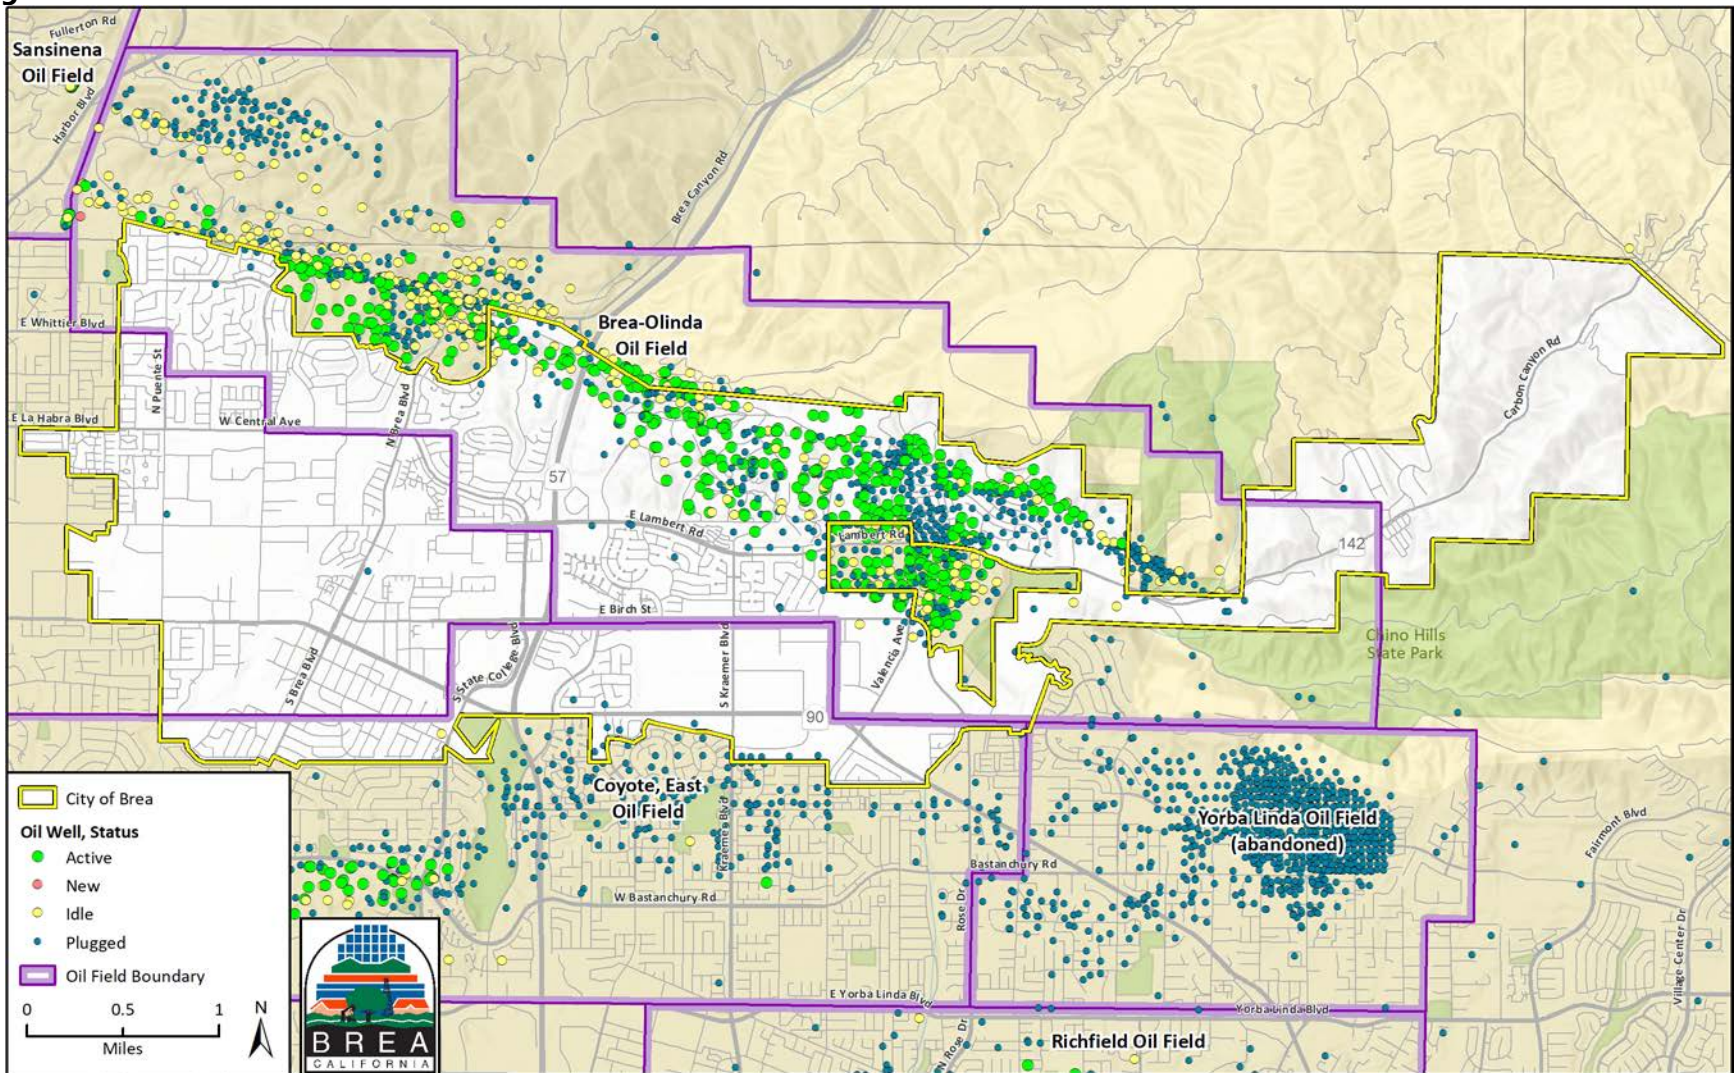 Fullerton Rd
Sansinena
Oil Field
Harbor Blvd
Brea Canyon Rd
E Whittier Blvd
Brea-Olinda
Oil Field
N Puente St
Carbon Canyon Rd
E La Habra Blvd
W Central Ave
N Brea Blvd
57
E Lambert Rd
Lambert Rd
142
E Birch St
Chino Hills
State Park
S Brea Blvd
S State College Blvd
S Kraemer Blvd
Valencia Ave
90
Coyote, East
Oil Field
Kraemer Blvd
Yorba Linda Oil Field
(abandoned)
Fairmont Blvd
Bastanchury Rd
W Bastanchury Rd
Rose Dr
Village Center Dr
E Yorba Linda Blvd
Yorba Linda Blvd
N Rose Dr
Richfield Oil Field
City of Brea
Oil Well, Status
Active
New
Idle
Plugged
Oil Field Boundary
0 0.5 1
Miles
N
BREA
CALIFORNIA